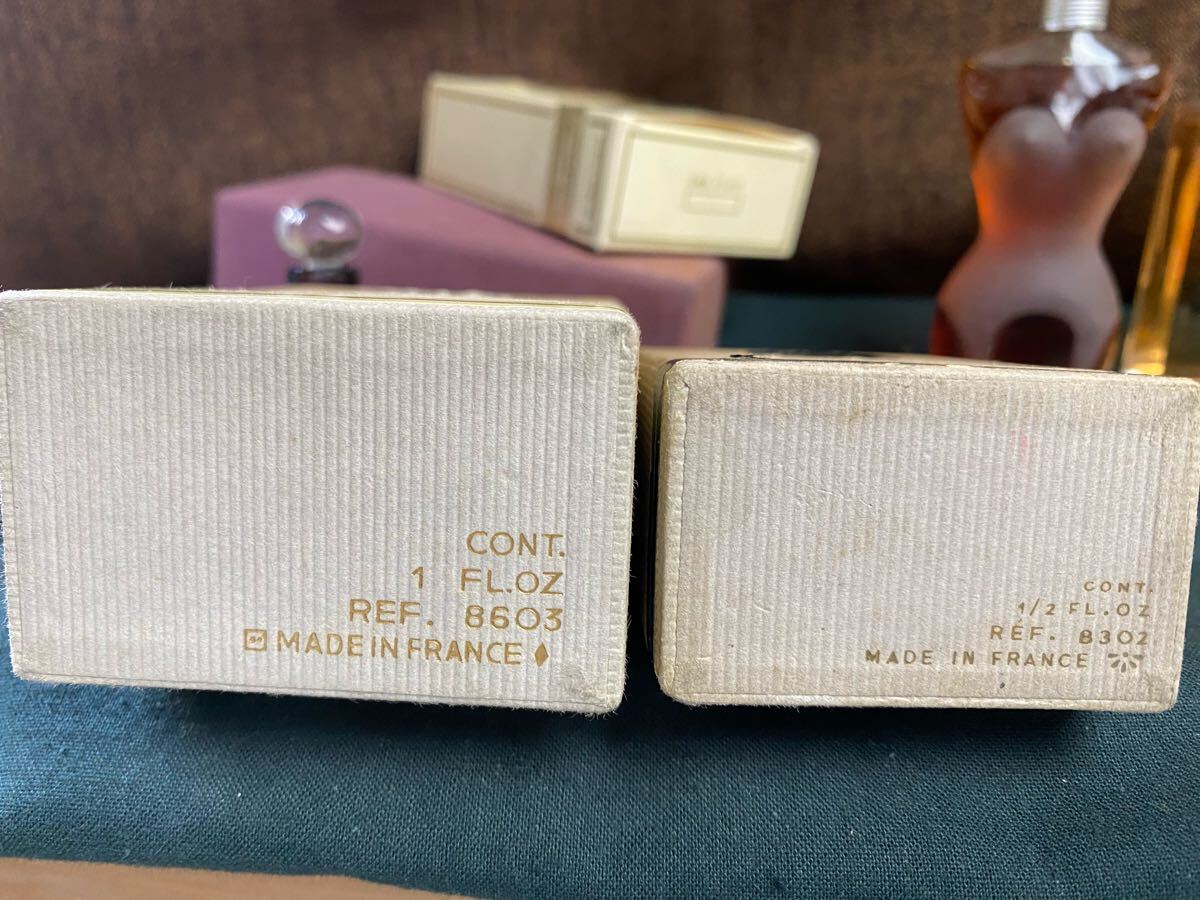 CONT.
1 FL.OZ
REF. 8603
MADE IN FRANCE
CONT.
1/2 FL.OZ
RÉF. 8302
MADE IN FRANCE